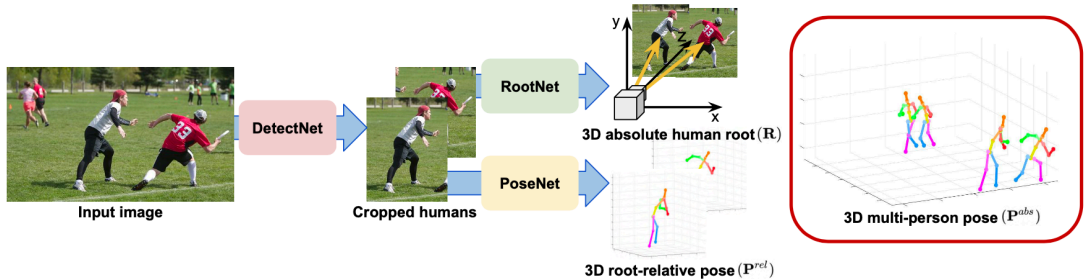 Input image
DetectNet
Cropped humans
RootNet
PoseNet
y
z
x
3D absolute human root (R)
3D root-relative pose (P^{rel})
3D multi-person pose (P^{abs})
33